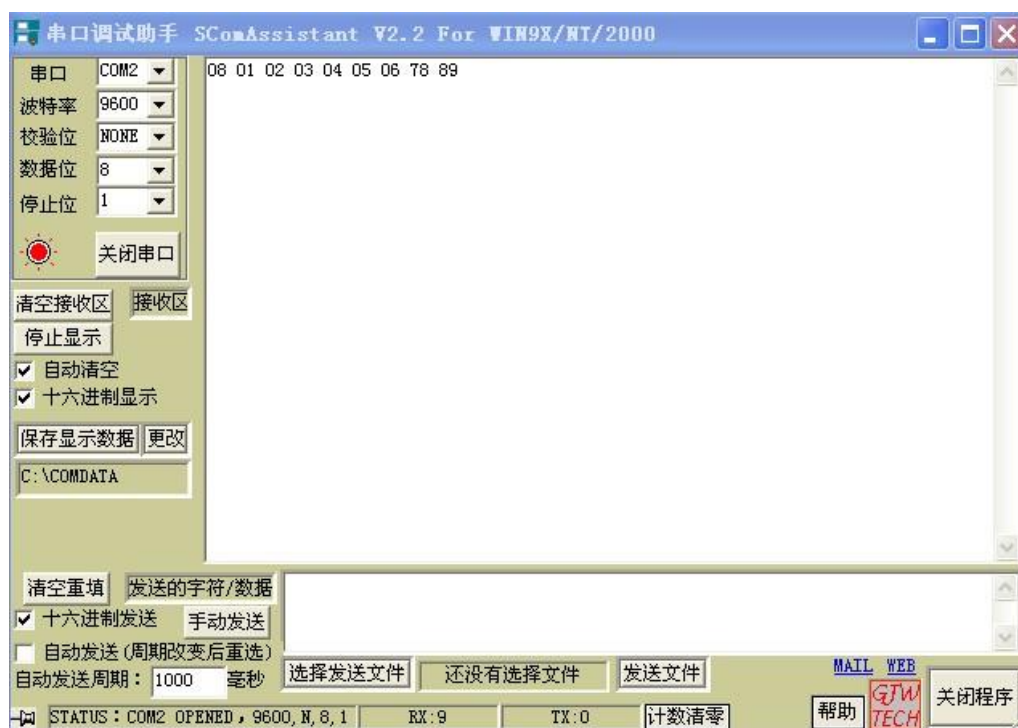 串口调试助手 SComAssistant V2.2 For WIN9X/NT/2000
串口 COM2
08 01 02 03 04 05 06 78 89
波特率 9600
校验位 NONE
数据位 8
停止位 1
关闭串口
清空接收区 接收区
停止显示
自动清空
十六进制显示
保存显示数据 更改
C:\COMDATA
清空重填 发送的字符/数据
十六进制发送 手动发送
自动发送(周期改变后重选)
自动发送周期: 1000 毫秒 选择发送文件 还没有选择文件 发送文件
MAIL WEB
STATUS:COM2 OPENED,9600,N,8,1 RX:9 TX:0 计数清零 帮助
GTW
TECH
关闭程序